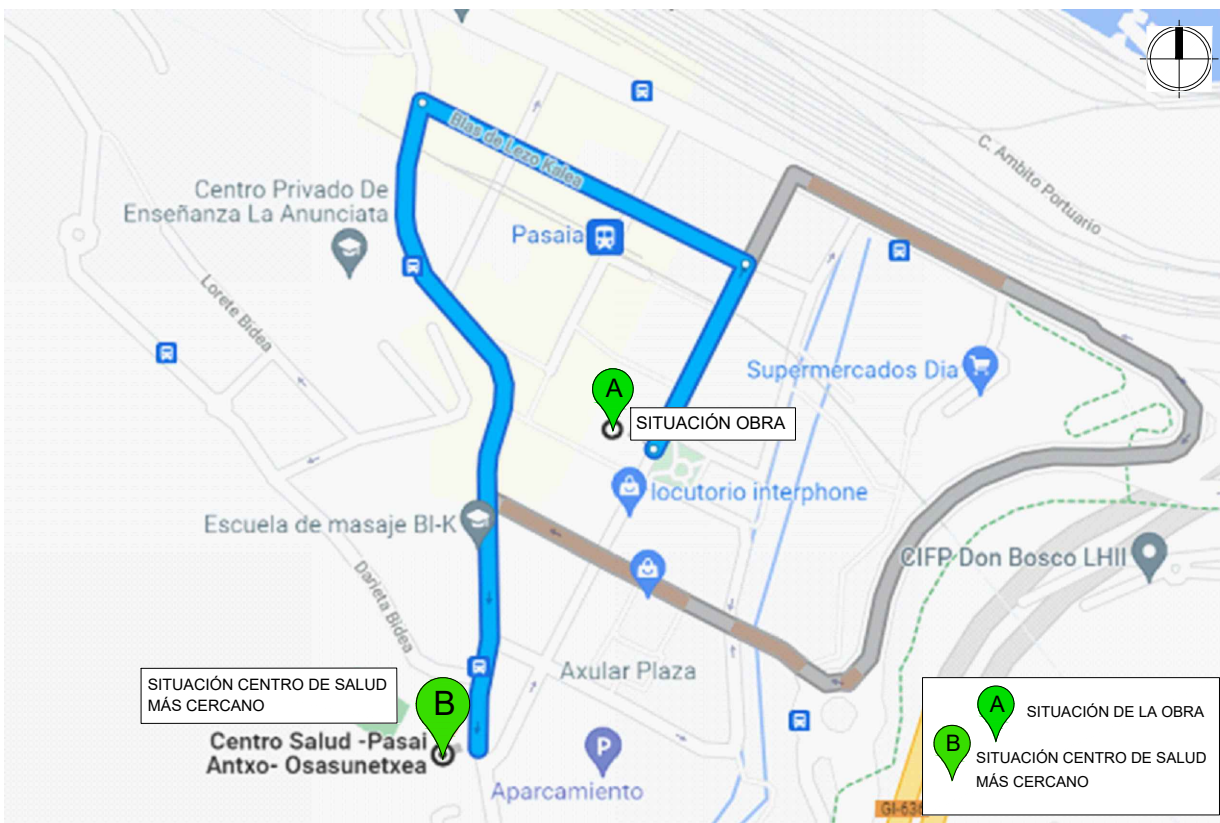 Blas de Lezo Kalea
C. Ambito Portuario
Centro Privado De
Enseñanza La Anunciata
Pasaia
Lorete Bidea
Supermercados Dia
A
SITUACIÓN OBRA
locutorio interphone
Escuela de masaje BI-K
CIFP Don Bosco LHII
Darieta Bidea
Axular Plaza
SITUACIÓN CENTRO DE SALUD
MÁS CERCANO
B
Centro Salud -Pasai
Antxo- Osasunetxea
P
Aparcamiento
A
SITUACIÓN DE LA OBRA
B
SITUACIÓN CENTRO DE SALUD
MÁS CERCANO